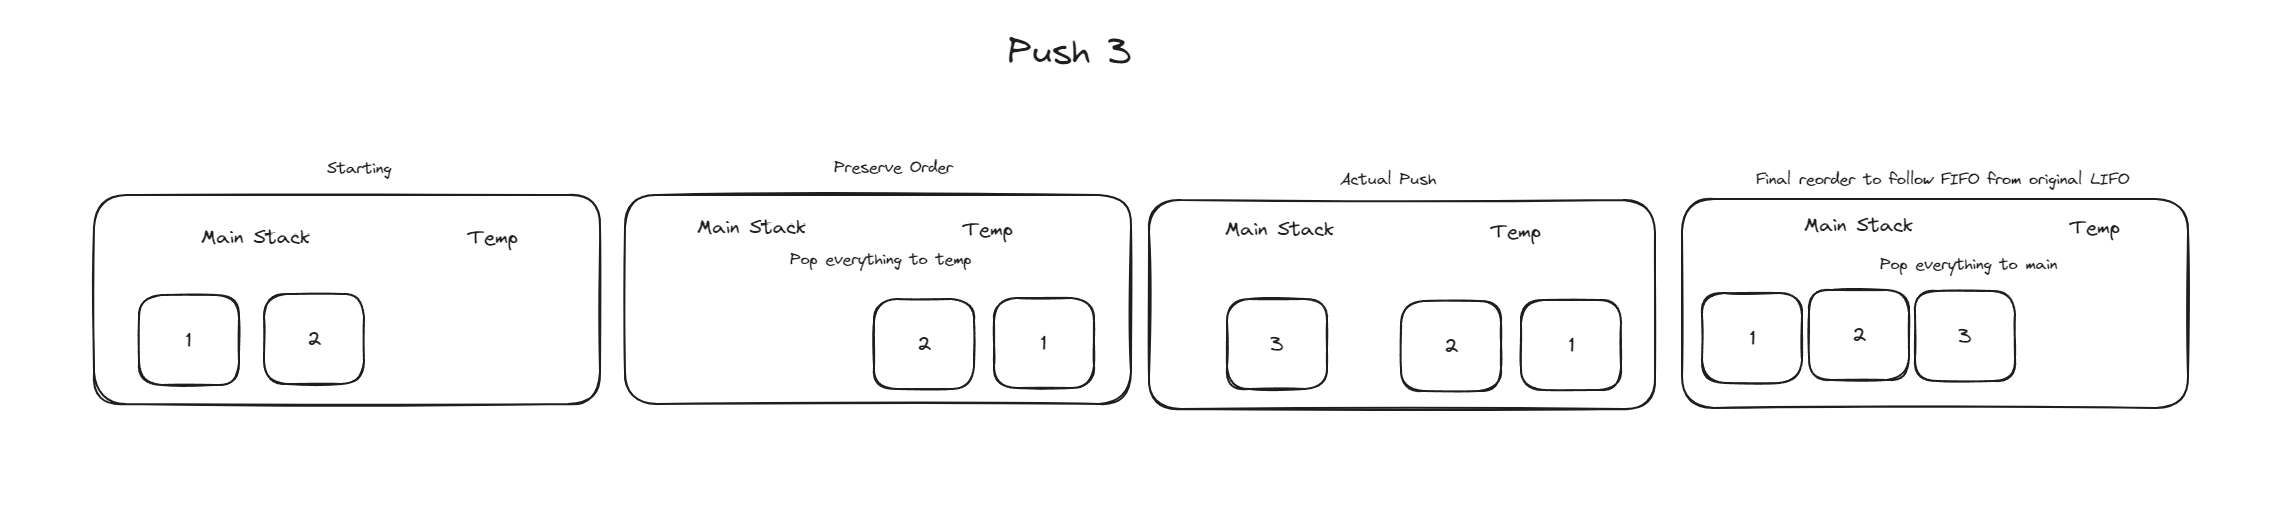 Push 3
Starting
Main Stack
Temp
1
2
Preserve Order
Main Stack
Temp
Pop everything to temp
2
1
Actual Push
Main Stack
Temp
3
2
1
Final reorder to follow FIFO from original LIFO
Main Stack
Temp
Pop everything to main
1
2
3